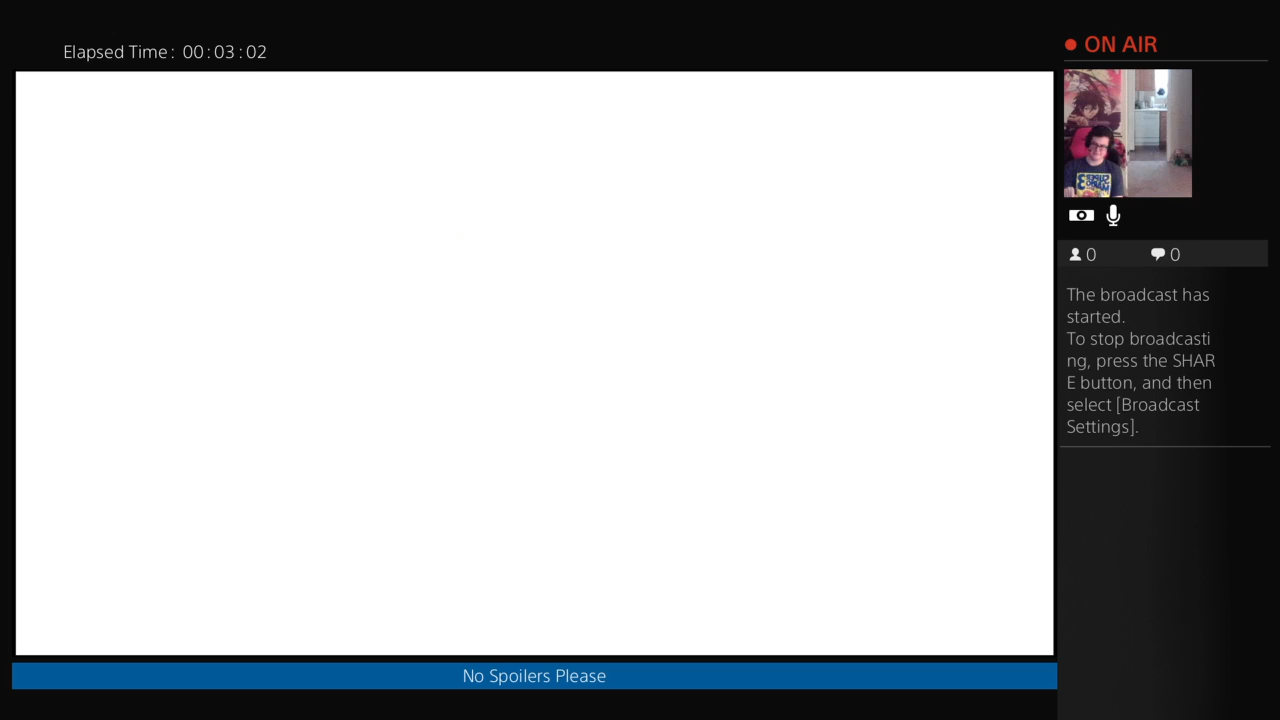 Elapsed Time: 00:03:02
ON AIR
0 0
The broadcast has
started.
To stop broadcasti
ng, press the SHAR
E button, and then
select [Broadcast
Settings].
No Spoilers Please